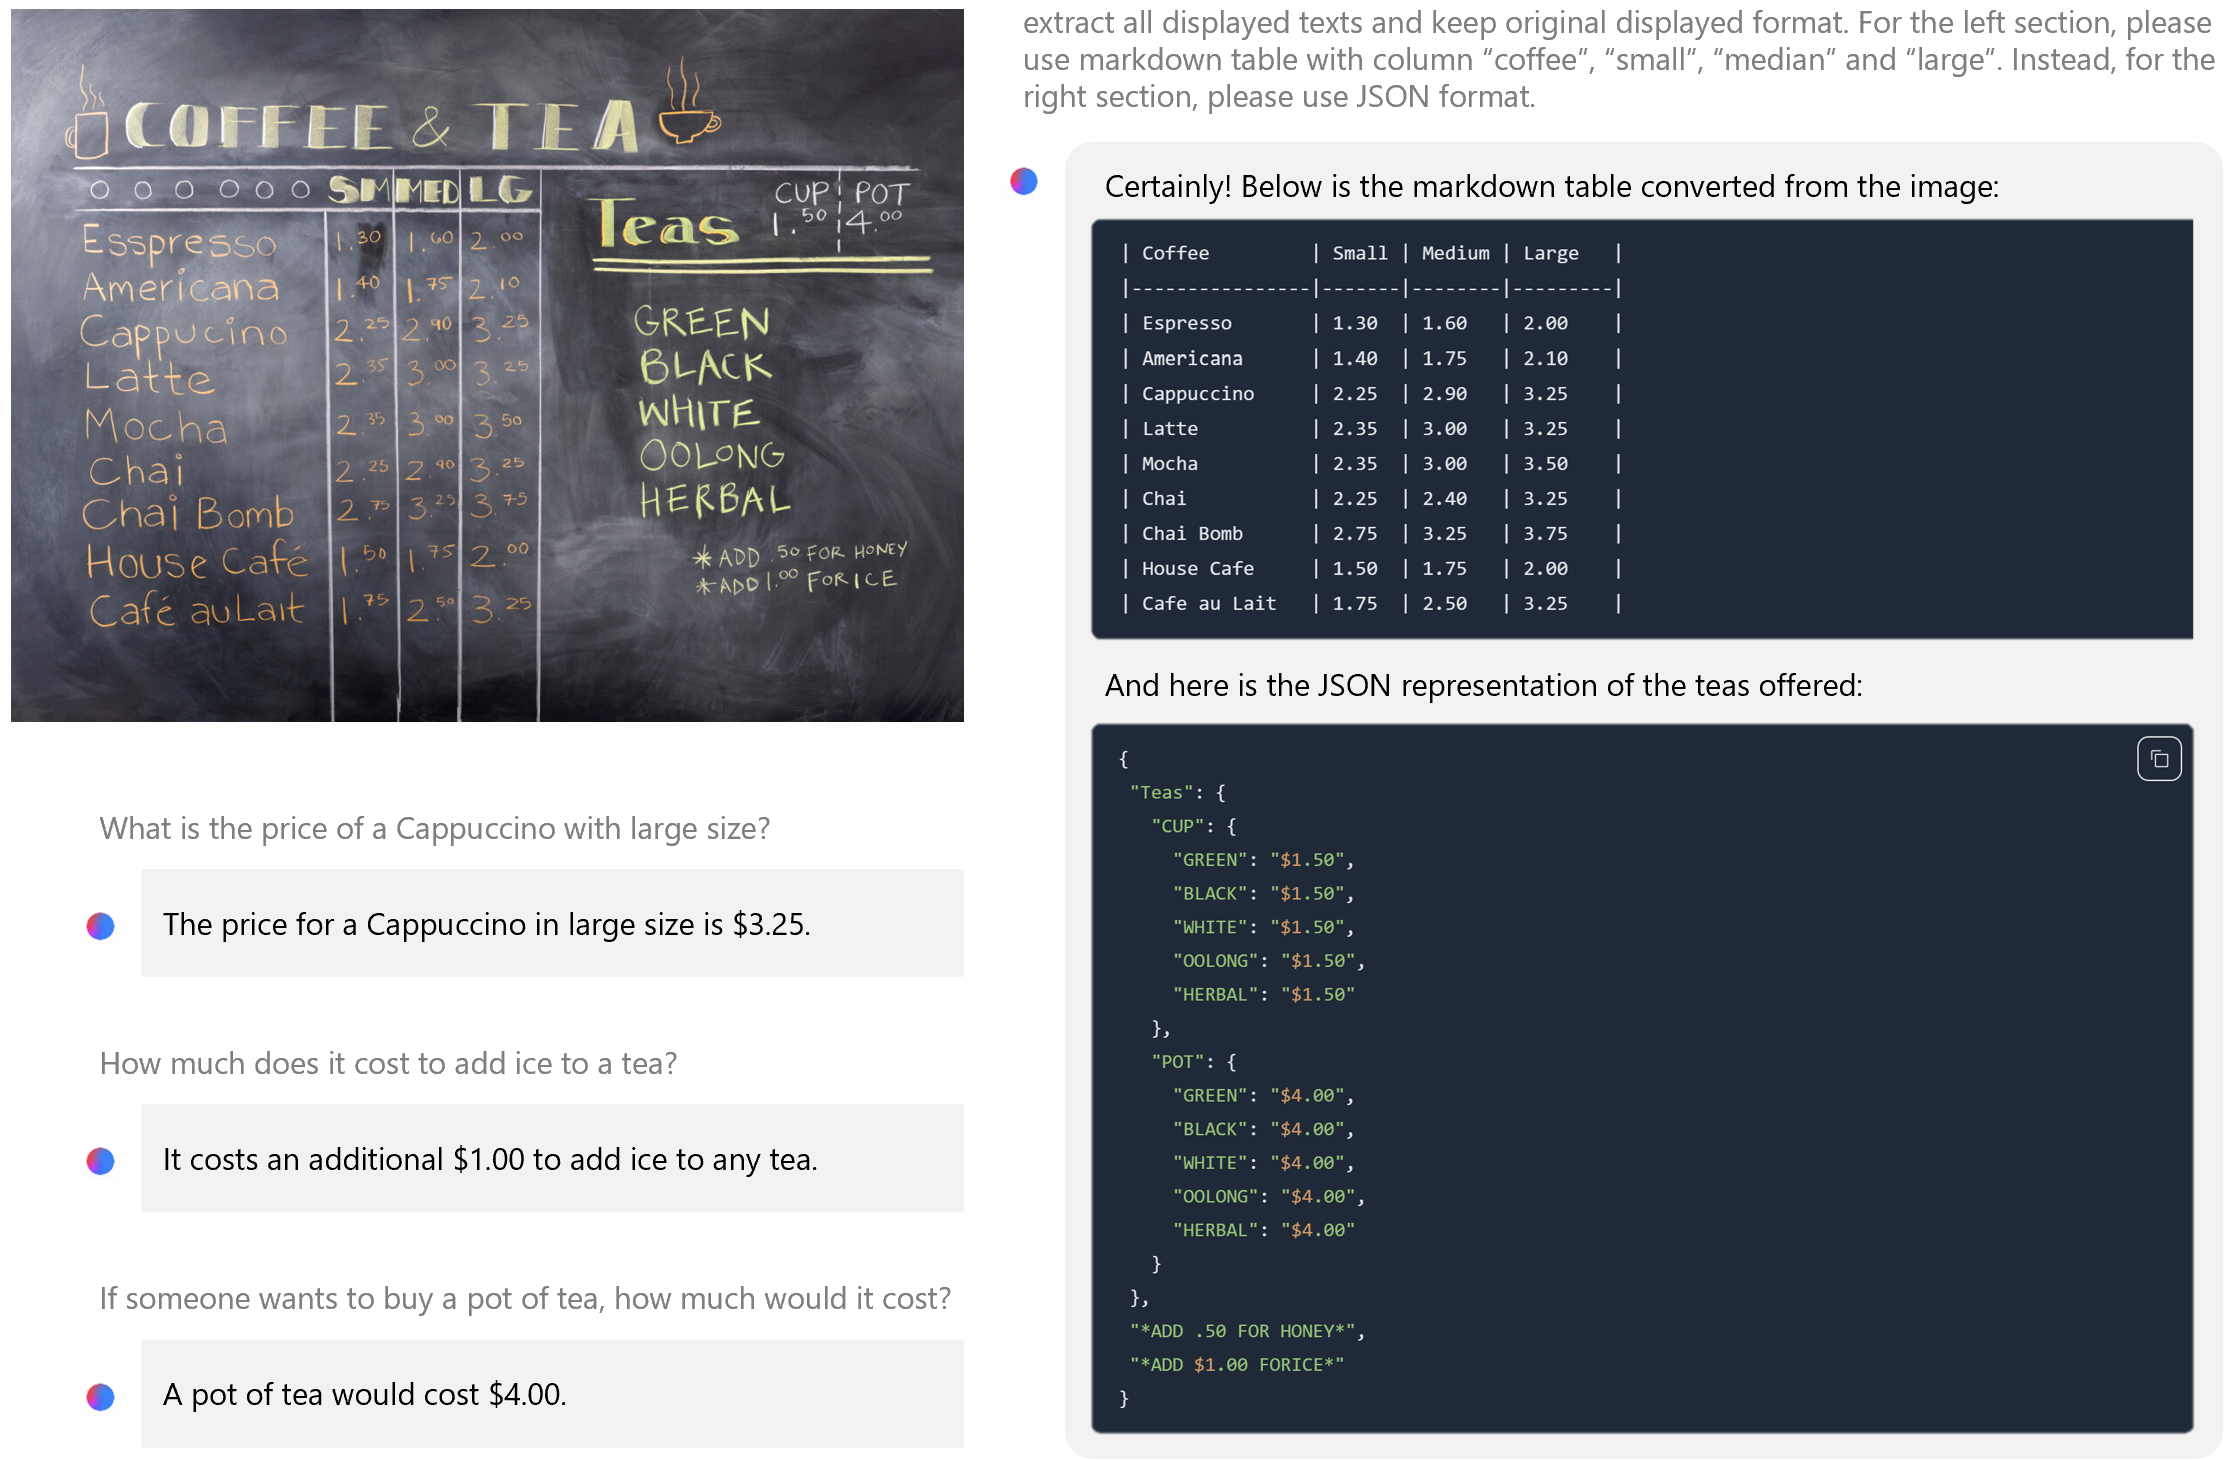 COFFEE & TEA
SM MED LG
Esspresso 1.30 1.60 2.00
Americana 1.40 1.75 2.10
Cappucino 2.25 2.90 3.25
Latte 2.35 3.00 3.25
Mocha 2.35 3.00 3.50
Chai 2.25 2.90 3.25
Chai Bomb 2.75 3.25 3.75
House Café 1.50 1.75 2.00
Café au Lait 1.75 2.50 3.25
Teas
CUP POT
1.50 4.00
GREEN
BLACK
WHITE
OOLONG
HERBAL
*ADD .50 FOR HONEY
*ADD 1.00 FOR ICE
What is the price of a Cappuccino with large size?
The price for a Cappuccino in large size is $3.25.
How much does it cost to add ice to a tea?
It costs an additional $1.00 to add ice to any tea.
If someone wants to buy a pot of tea, how much would it cost?
A pot of tea would cost $4.00.
extract all displayed texts and keep original displayed format. For the left section, please
use markdown table with column “coffee”, “small”, “median” and “large”. Instead, for the
right section, please use JSON format.
Certainly! Below is the markdown table converted from the image:
| Coffee | Small | Medium | Large |
|----------------|-------|--------|---------|
| Espresso | 1.30 | 1.60 | 2.00 |
| Americana | 1.40 | 1.75 | 2.10 |
| Cappuccino | 2.25 | 2.90 | 3.25 |
| Latte | 2.35 | 3.00 | 3.25 |
| Mocha | 2.35 | 3.00 | 3.50 |
| Chai | 2.25 | 2.40 | 3.25 |
| Chai Bomb | 2.75 | 3.25 | 3.75 |
| House Cafe | 1.50 | 1.75 | 2.00 |
| Cafe au Lait | 1.75 | 2.50 | 3.25 |
And here is the JSON representation of the teas offered:
{
"Teas": {
"CUP": {
"GREEN": "$1.50",
"BLACK": "$1.50",
"WHITE": "$1.50",
"OOLONG": "$1.50",
"HERBAL": "$1.50"
},
"POT": {
"GREEN": "$4.00",
"BLACK": "$4.00",
"WHITE": "$4.00",
"OOLONG": "$4.00",
"HERBAL": "$4.00"
}
},
"*ADD .50 FOR HONEY*",
"*ADD $1.00 FORICE*"
}